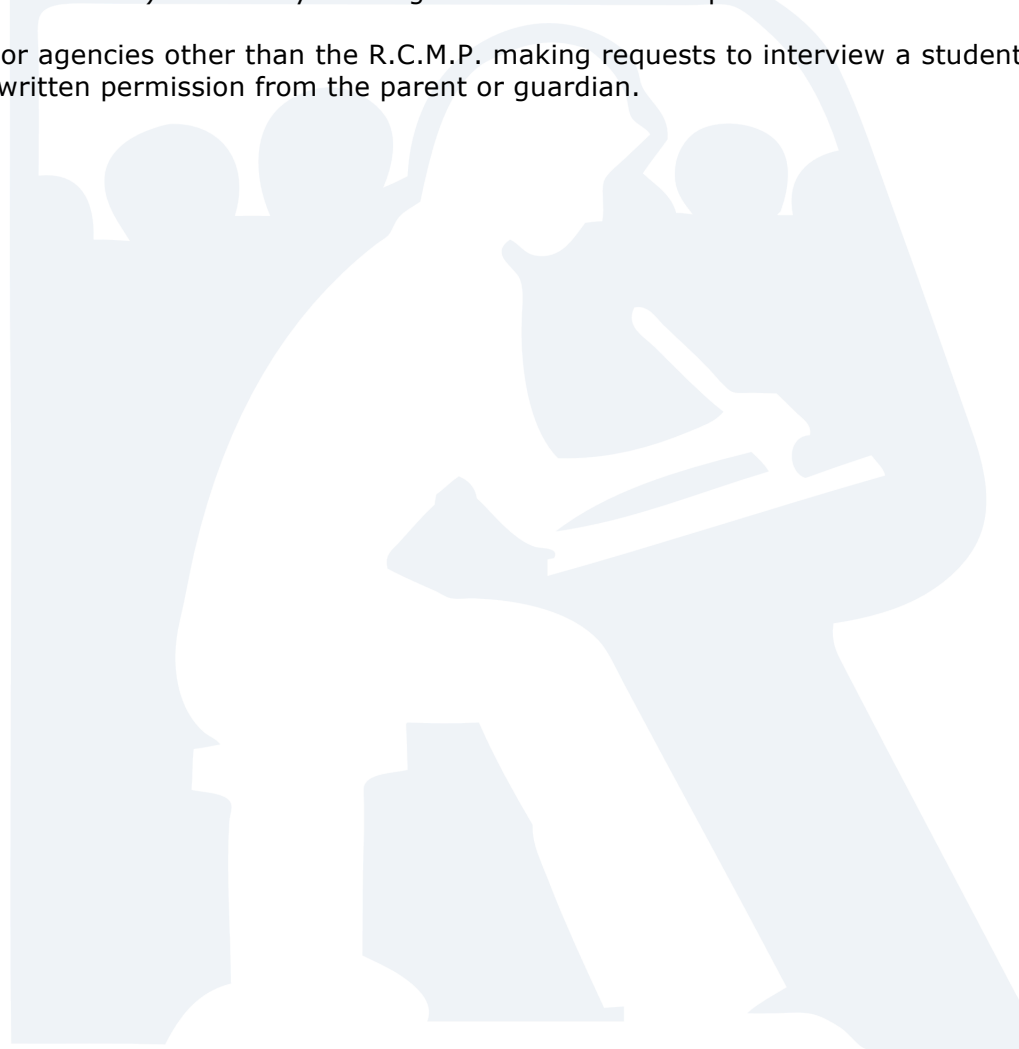 or agencies other than the R.C.M.P. making requests to interview a student
written permission from the parent or guardian.